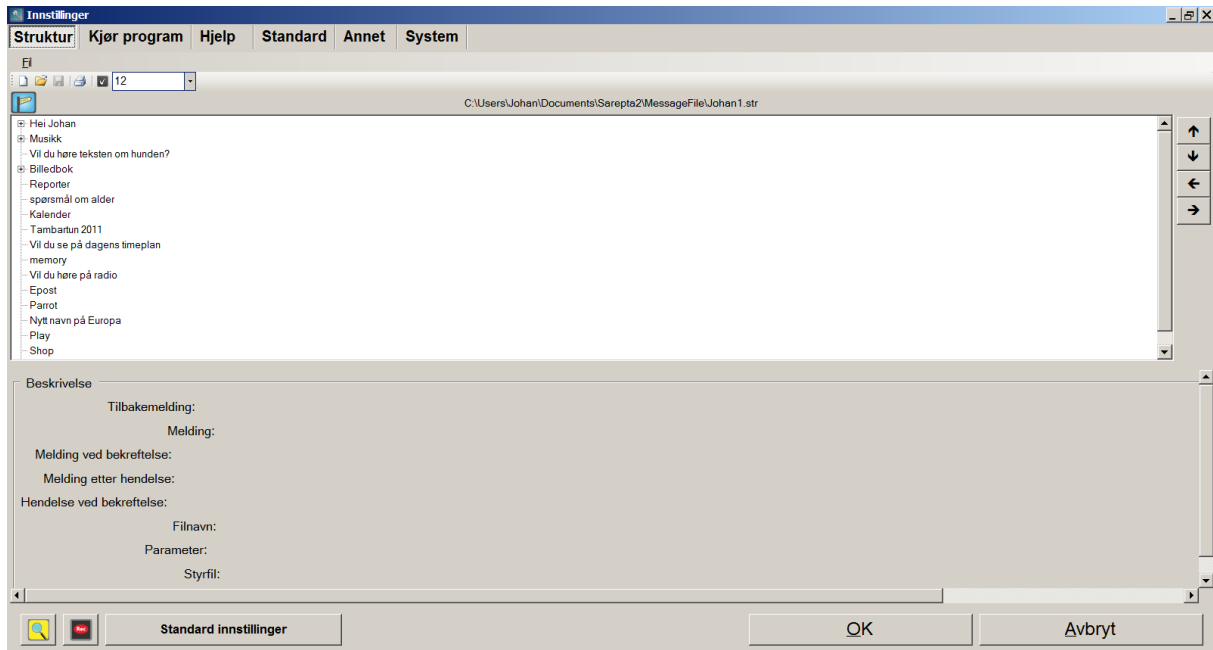 Innstillinger
Struktur Kjør program Hjelp Standard Annet System
Fil
12
C:\Users\Johan\Documents\Sarepta2\MessageFile\Johan1.str
Hei Johan
Musikk
Vil du høre teksten om hunden?
Billedbok
Reporter
spørsmål om alder
Kalender
Tambartun 2011
Vil du se på dagens timeplan
memory
Vil du høre på radio
Epost
Parrot
Nytt navn på Europa
Play
Shop
Beskrivelse
Tilbakemelding:
Melding:
Melding ved bekreftelse:
Melding etter hendelse:
Hendelse ved bekreftelse:
Filnavn:
Parameter:
Styrfil:
Standard innstillinger OK Avbryt